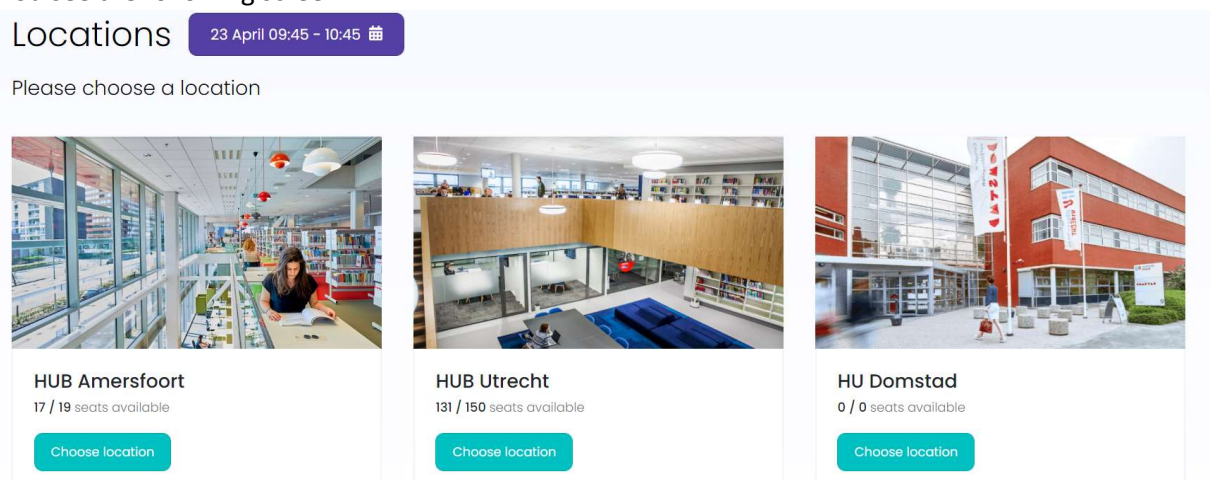 Locations
23 April 09:45 - 10:45
Please choose a location
HUB Amersfoort
17 / 19 seats available
Choose location
HUB Utrecht
131 / 150 seats available
Choose location
HU Domstad
0 / 0 seats available
Choose location